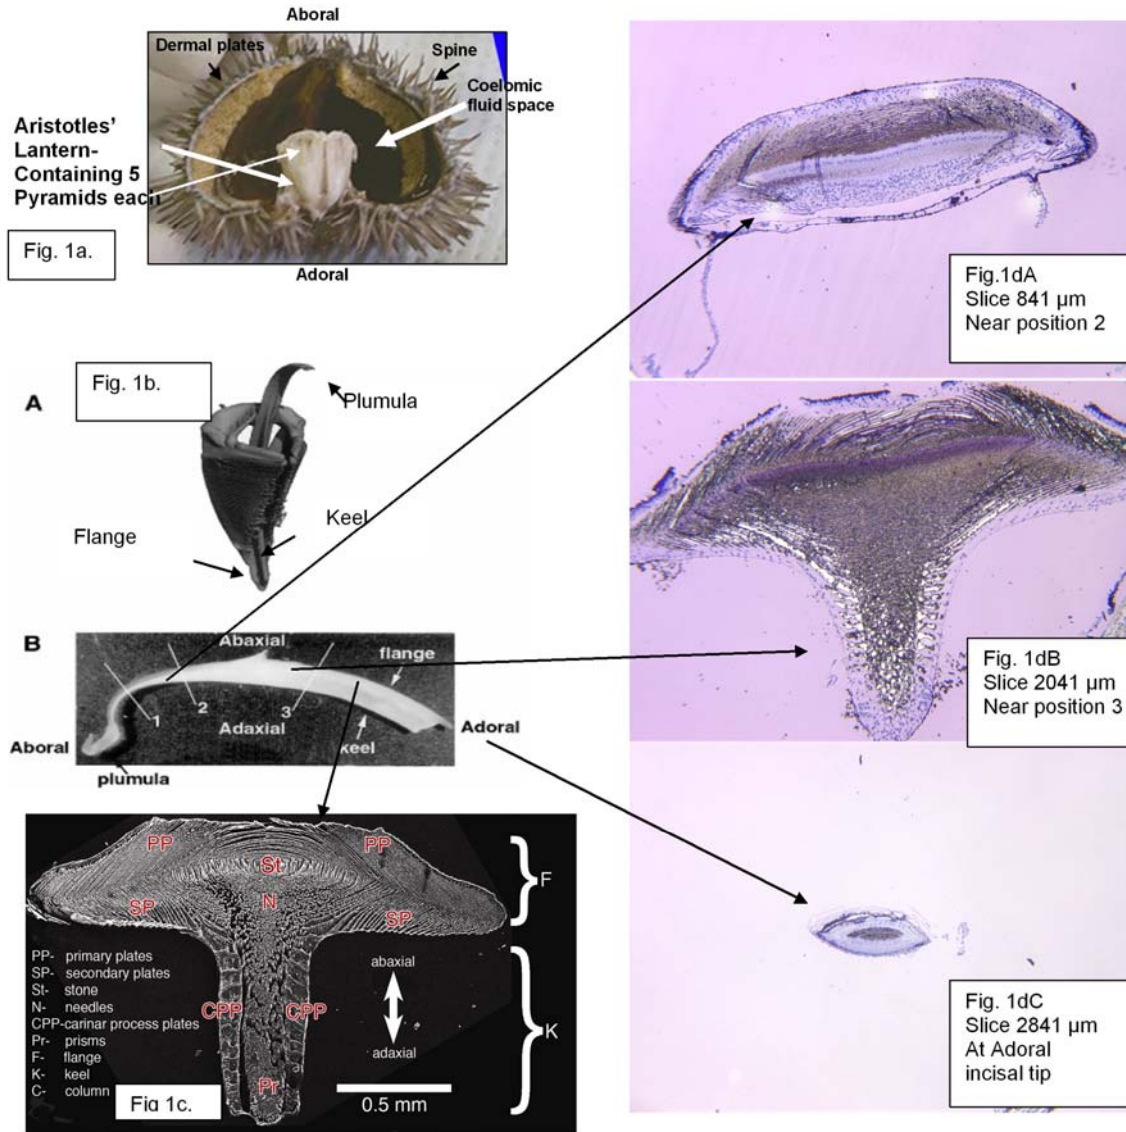 Aboral
Dermal plates
Spine
Coelomic
fluid space
Aristotles'
Lantern-
Containing 5
Pyramids each
Fig. 1a.
Adoral
A
Fig. 1b.
Plumula
Keel
Flange
B
Abaxial
flange
1
2
3
Adaxial
keel
Aboral
Adoral
plumula
PP
PP
St
N
SP
SP
F
PP- primary plates
SP- secondary plates
St- stone
N- needles
CPP-carinar process plates
Pr- prisms
F- flange
K- keel
C- column
CPP
CPP
Pr
abaxial
adaxial
K
0.5 mm
Fig 1c.
Fig.1dA
Slice 841 µm
Near position 2
Fig. 1dB
Slice 2041 µm
Near position 3
Fig. 1dC
Slice 2841 µm
At Adoral
incisal tip